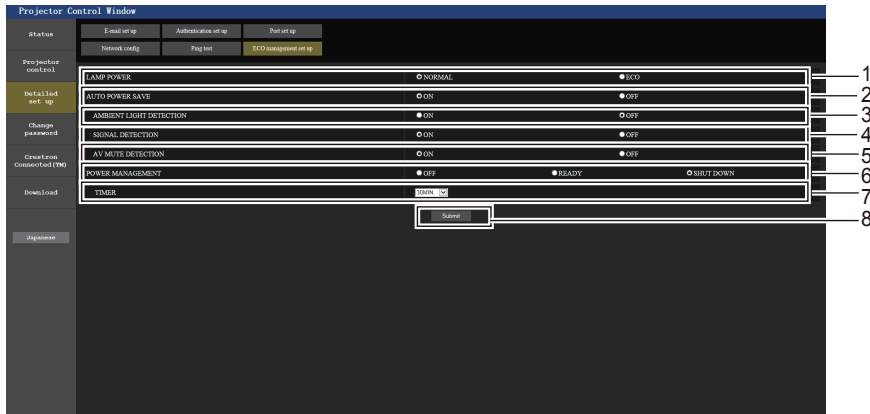 Projector Control Window
Status
E-mail set up Authentication set up Port set up
Network config Ping test ECO management set up
Projector
control
Detailed
set up
Change
password
Crestron
Connected(TM)
Download
Japanese
LAMP POWER NORMAL ECO 1
AUTO POWER SAVE ON OFF 2
AMBIENT LIGHT DETECTION ON OFF 3
SIGNAL DETECTION ON OFF 4
AV MUTE DETECTION ON OFF 5
POWER MANAGEMENT OFF READY SHUT DOWN 6
TIMER 30MIN 7
Submit 8